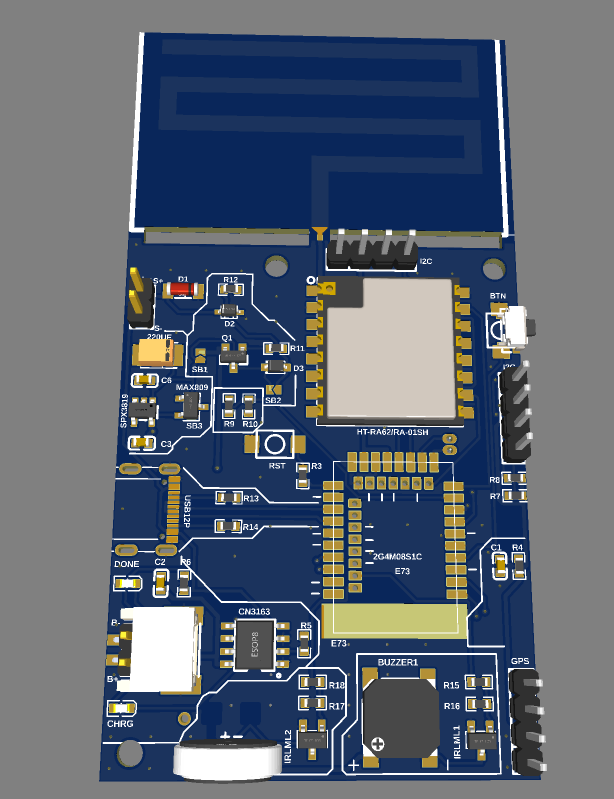 I2C
S+
D1
R12
S-
220UF
D2
BTN
Q1
R11
SB1
D3
C6
MAX809
SB2
SPX3819
R9
R10
SB3
HT-RA62/RA-01SH
C3
RST
R3
R8
R7
USB12P
R13
R14
2G4M08S1C
E73
C1
R4
DONE
C2
R6
CN3163
ESOP8
R5
B-
E73
BUZZER1
GPS
B+
R18
R15
R17
R16
CHRG
IRLML2
IRLML1
+ -
+
-